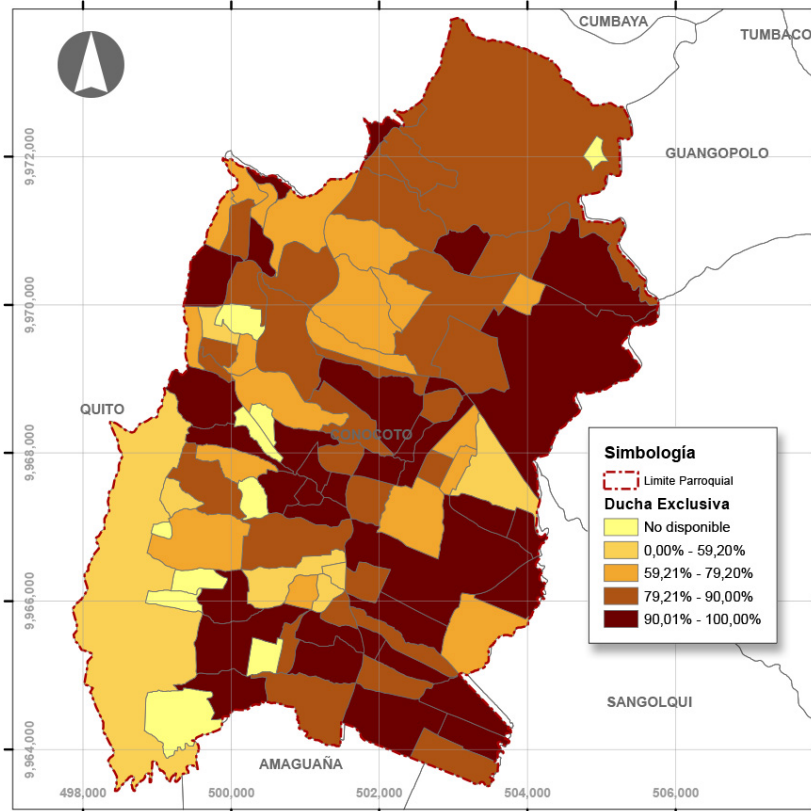 CUMBAYA
TUMBACO
9,972,000
GUANGOPOLO
9,970,000
QUITO
CONOCOTO
9,968,000
Simbología
Limite Parroquial
Ducha Exclusiva
No disponible
0,00% - 59,20%
59,21% - 79,20%
79,21% - 90,00%
90,01% - 100,00%
9,966,000
SANGOLQUI
9,964,000
AMAGUAÑA
498,000
500,000
502,000
504,000
506,000